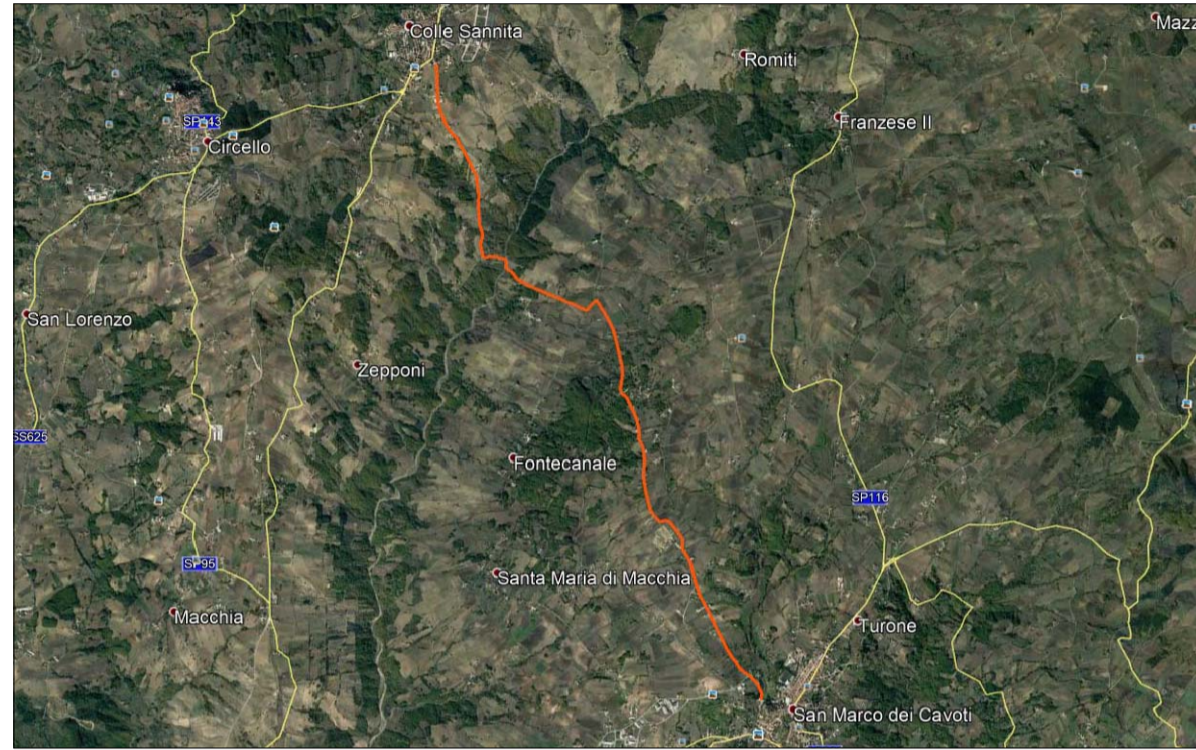 Mazz
Colle Sannita
Romiti
SP143
Franzese II
Circello
San Lorenzo
Zepponi
SS625
Fontecanale
SP116
SP95
Santa Maria di Macchia
Macchia
Turone
San Marco dei Cavoti